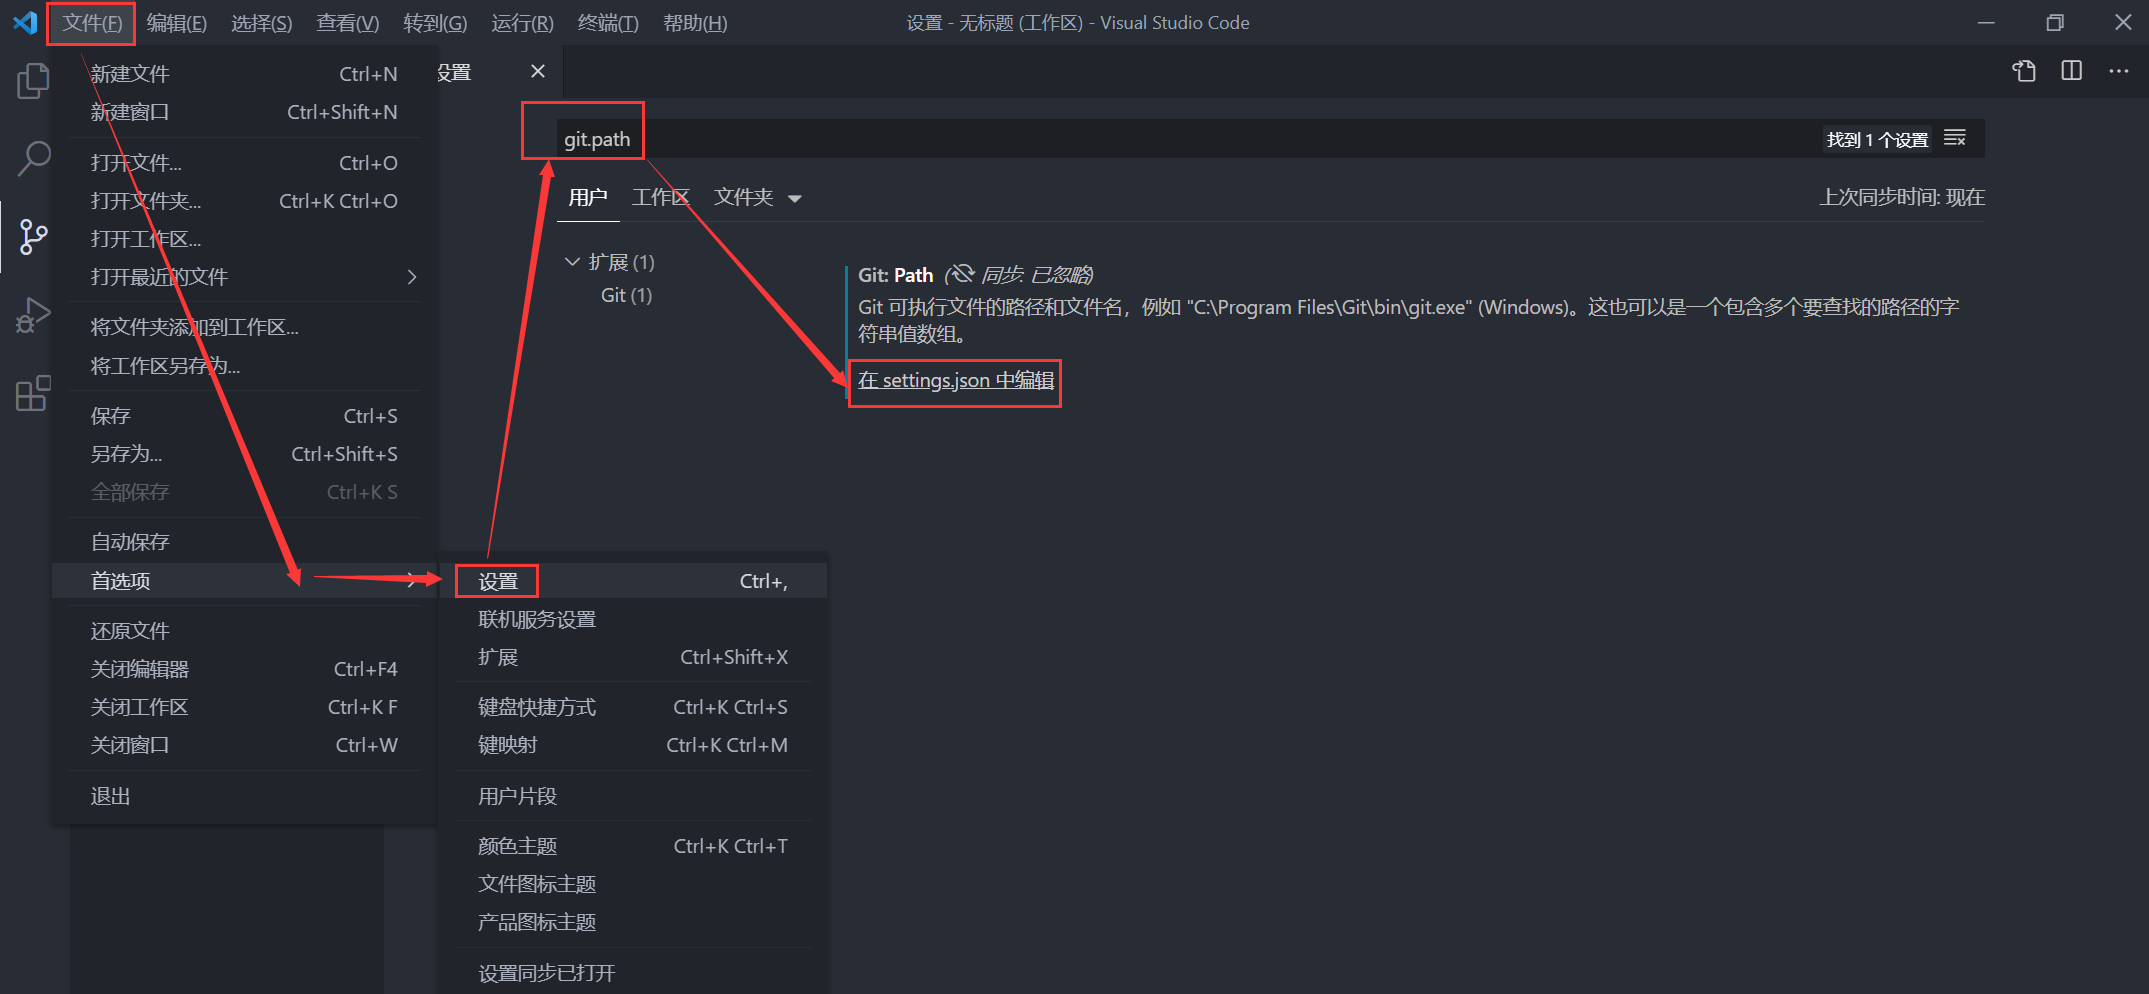 文件(F) 编辑(E) 选择(S) 查看(V) 转到(G) 运行(R) 终端(T) 帮助(H) 设置 - 无标题 (工作区) - Visual Studio Code
新建文件 Ctrl+N
新建窗口 Ctrl+Shift+N
打开文件... Ctrl+O
打开文件夹... Ctrl+K Ctrl+O
打开工作区...
打开最近的文件
将文件夹添加到工作区...
将工作区另存为...
保存 Ctrl+S
另存为... Ctrl+Shift+S
全部保存 Ctrl+K S
自动保存
首选项
还原文件
关闭编辑器 Ctrl+F4
关闭工作区 Ctrl+K F
关闭窗口 Ctrl+W
退出
设置 Ctrl+,
联机服务设置
扩展 Ctrl+Shift+X
键盘快捷方式 Ctrl+K Ctrl+S
键映射 Ctrl+K Ctrl+M
用户片段
颜色主题 Ctrl+K Ctrl+T
文件图标主题
产品图标主题
设置同步已打开
设置
git.path 找到 1 个设置
用户 工作区 文件夹 上次同步时间: 现在
扩展 (1)
Git (1)
Git: Path (同步: 已忽略)
Git 可执行文件的路径和文件名，例如 "C:\Program Files\Git\bin\git.exe" (Windows)。这也可以是一个包含多个要查找的路径的字
符串值数组。
在 settings.json 中编辑